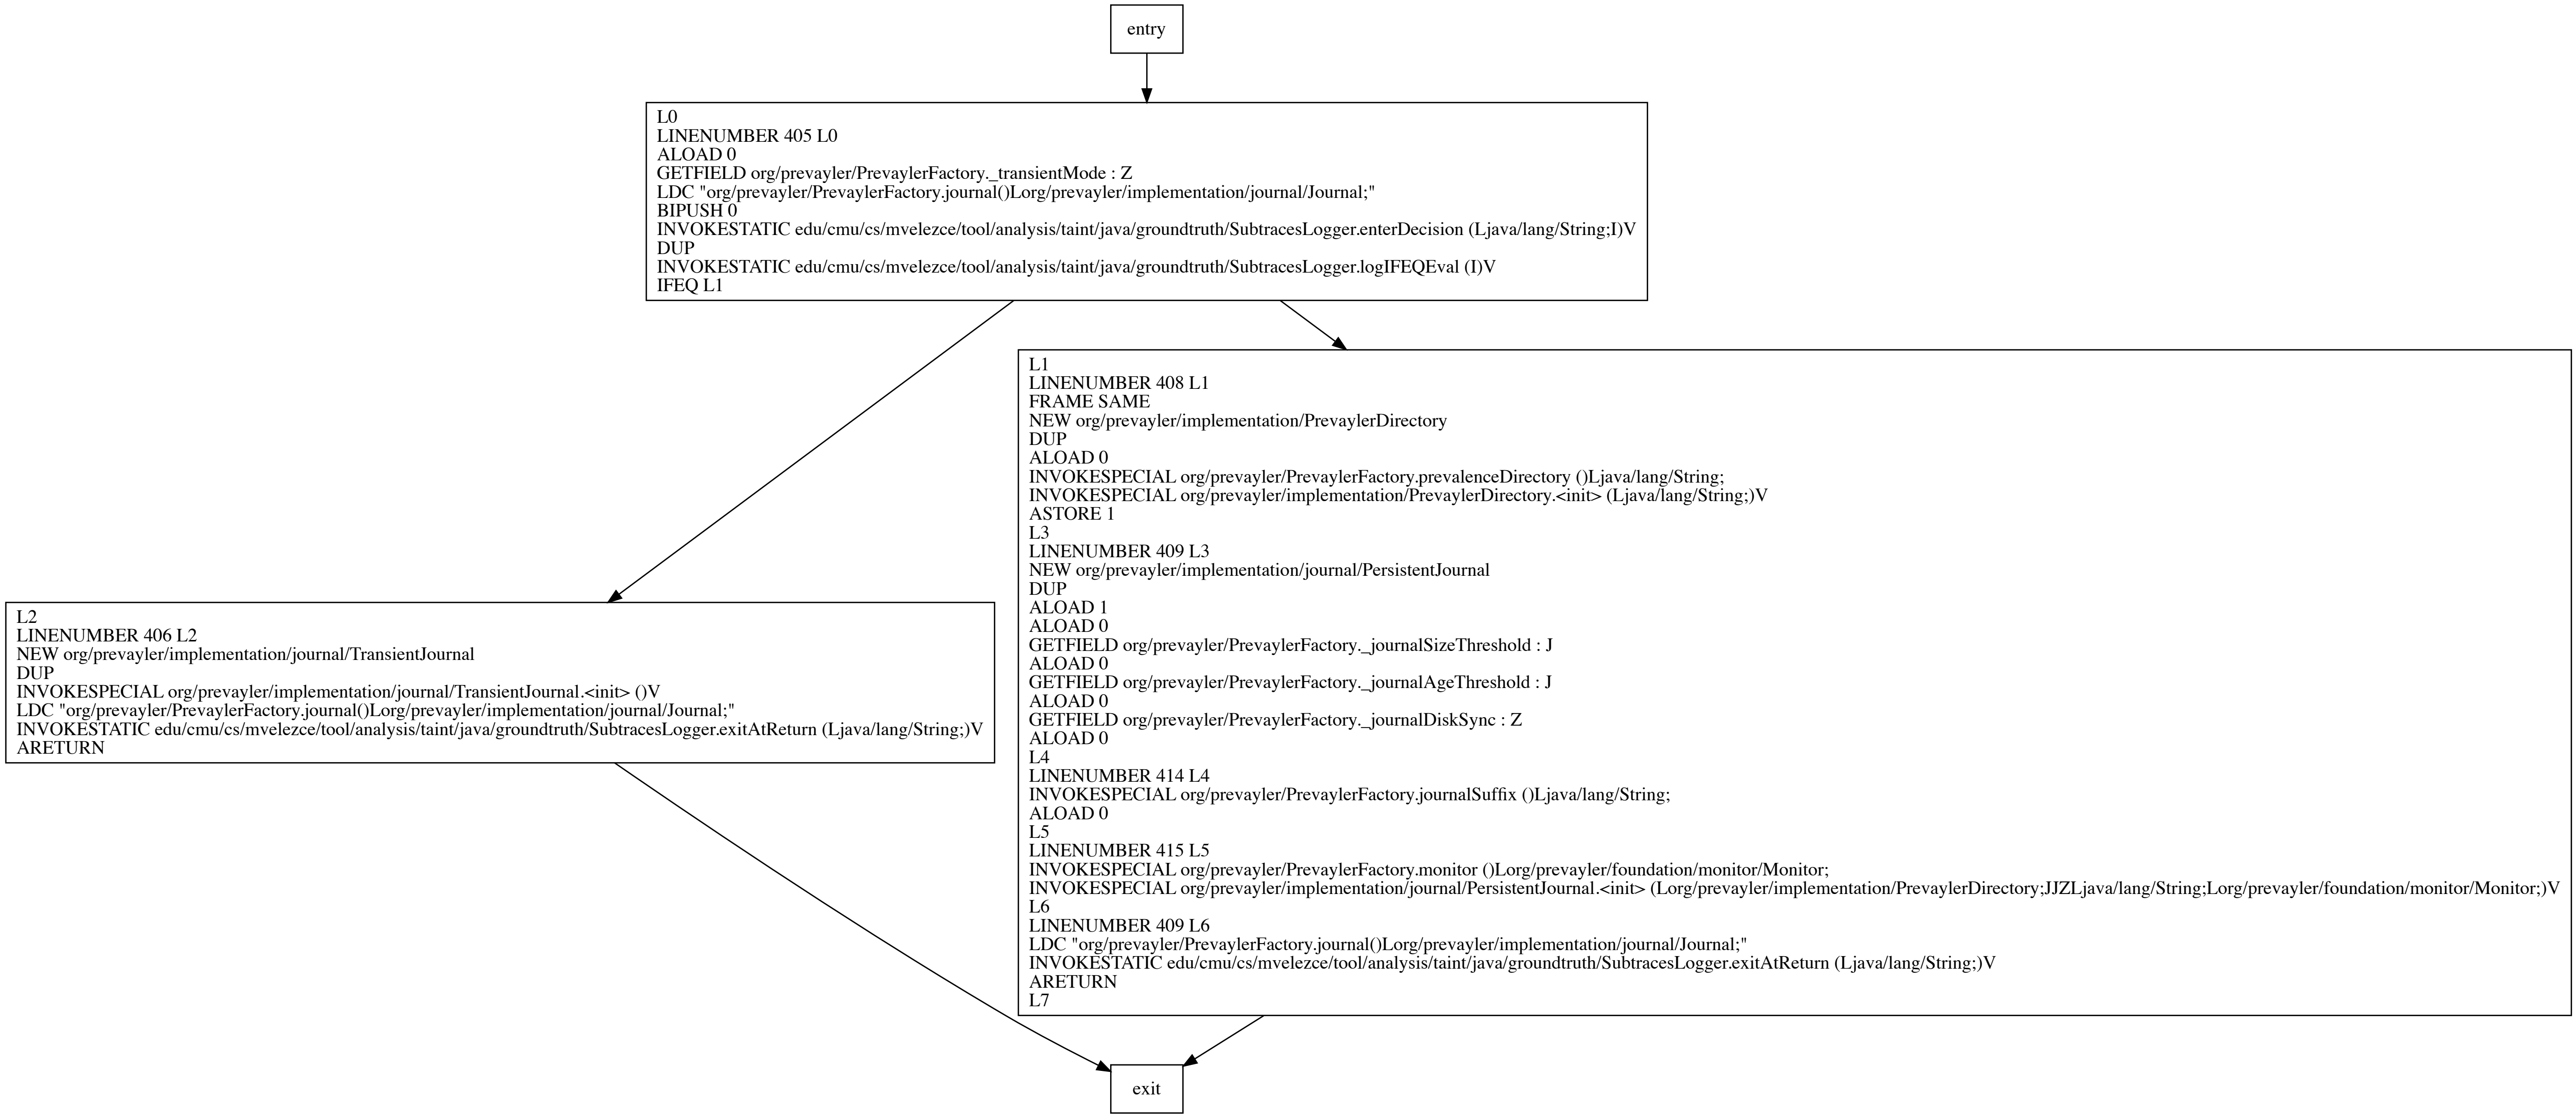 entry
L0
LINENUMBER 405 L0
ALOAD 0
GETFIELD org/prevayler/PrevaylerFactory._transientMode : Z
LDC "org/prevayler/PrevaylerFactory.journal()Lorg/prevayler/implementation/journal/Journal;"
BIPUSH 0
INVOKESTATIC edu/cmu/cs/mvelezce/tool/analysis/taint/java/groundtruth/SubtracesLogger.enterDecision (Ljava/lang/String;I)V
DUP
INVOKESTATIC edu/cmu/cs/mvelezce/tool/analysis/taint/java/groundtruth/SubtracesLogger.logIFEQEval (I)V
IFEQ L1
L1
LINENUMBER 408 L1
FRAME SAME
NEW org/prevayler/implementation/PrevaylerDirectory
DUP
ALOAD 0
INVOKESPECIAL org/prevayler/PrevaylerFactory.prevalenceDirectory ()Ljava/lang/String;
INVOKESPECIAL org/prevayler/implementation/PrevaylerDirectory.<init> (Ljava/lang/String;)V
ASTORE 1
L3
LINENUMBER 409 L3
NEW org/prevayler/implementation/journal/PersistentJournal
DUP
ALOAD 1
ALOAD 0
GETFIELD org/prevayler/PrevaylerFactory._journalSizeThreshold : J
ALOAD 0
GETFIELD org/prevayler/PrevaylerFactory._journalAgeThreshold : J
ALOAD 0
GETFIELD org/prevayler/PrevaylerFactory._journalDiskSync : Z
ALOAD 0
L4
LINENUMBER 414 L4
INVOKESPECIAL org/prevayler/PrevaylerFactory.journalSuffix ()Ljava/lang/String;
ALOAD 0
L5
LINENUMBER 415 L5
INVOKESPECIAL org/prevayler/PrevaylerFactory.monitor ()Lorg/prevayler/foundation/monitor/Monitor;
INVOKESPECIAL org/prevayler/implementation/journal/PersistentJournal.<init> (Lorg/prevayler/implementation/PrevaylerDirectory;JJZLjava/lang/String;Lorg/prevayler/foundation/monitor/Monitor;)V
L6
LINENUMBER 409 L6
LDC "org/prevayler/PrevaylerFactory.journal()Lorg/prevayler/implementation/journal/Journal;"
INVOKESTATIC edu/cmu/cs/mvelezce/tool/analysis/taint/java/groundtruth/SubtracesLogger.exitAtReturn (Ljava/lang/String;)V
ARETURN
L7
L2
LINENUMBER 406 L2
NEW org/prevayler/implementation/journal/TransientJournal
DUP
INVOKESPECIAL org/prevayler/implementation/journal/TransientJournal.<init> ()V
LDC "org/prevayler/PrevaylerFactory.journal()Lorg/prevayler/implementation/journal/Journal;"
INVOKESTATIC edu/cmu/cs/mvelezce/tool/analysis/taint/java/groundtruth/SubtracesLogger.exitAtReturn (Ljava/lang/String;)V
ARETURN
exit